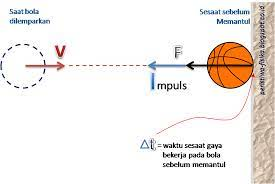 Saat bola
dilemparkan
Sesaat sebelum
Memantul
V
F
impuls
Δt = waktu sesaat gaya
bekerja pada bola
sebelum memantul